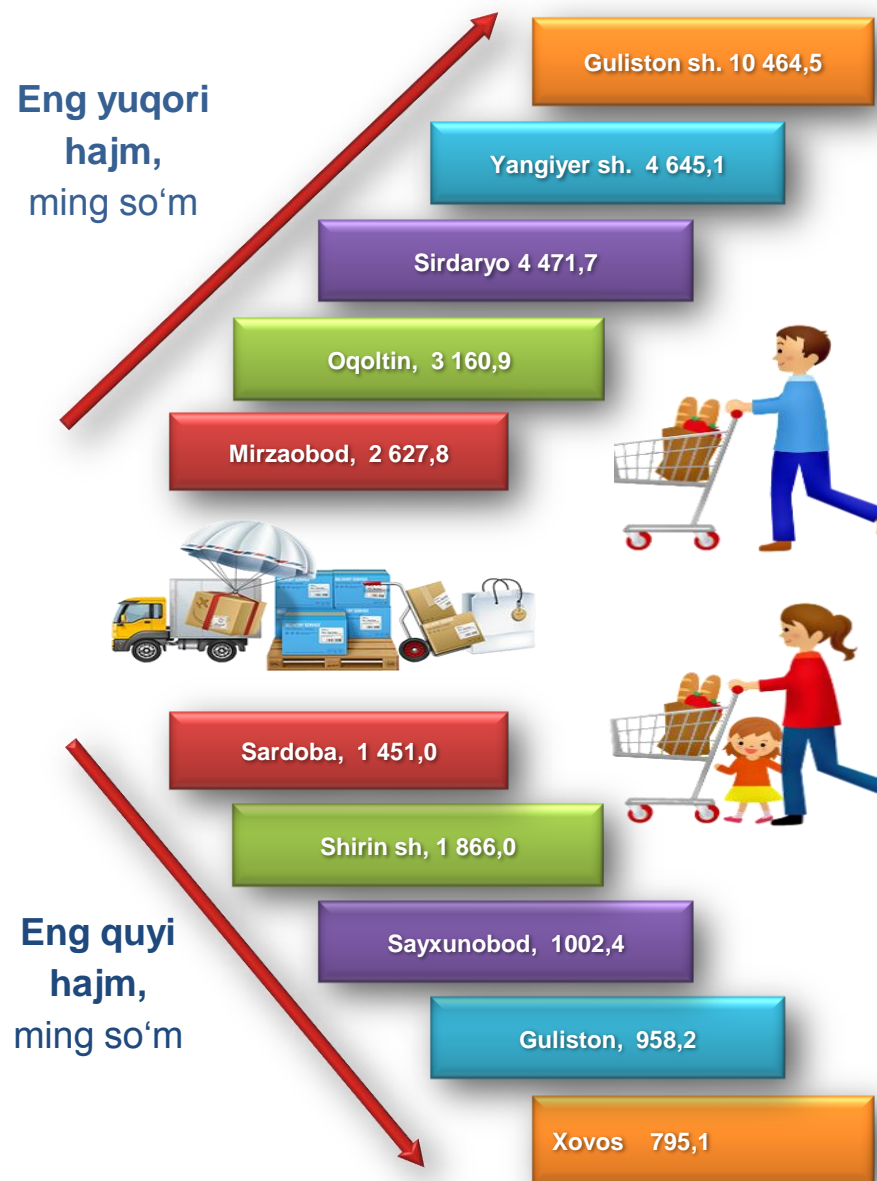 Eng yuqori
hajm,
ming so‘m
Guliston sh. 10 464,5
Yangiyer sh. 4 645,1
Sirdaryo 4 471,7
Oqoltin, 3 160,9
Mirzaobod, 2 627,8
Sardoba, 1 451,0
Shirin sh, 1 866,0
Sayxunobod, 1002,4
Guliston, 958,2
Xovos 795,1
Eng quyi
hajm,
ming so‘m